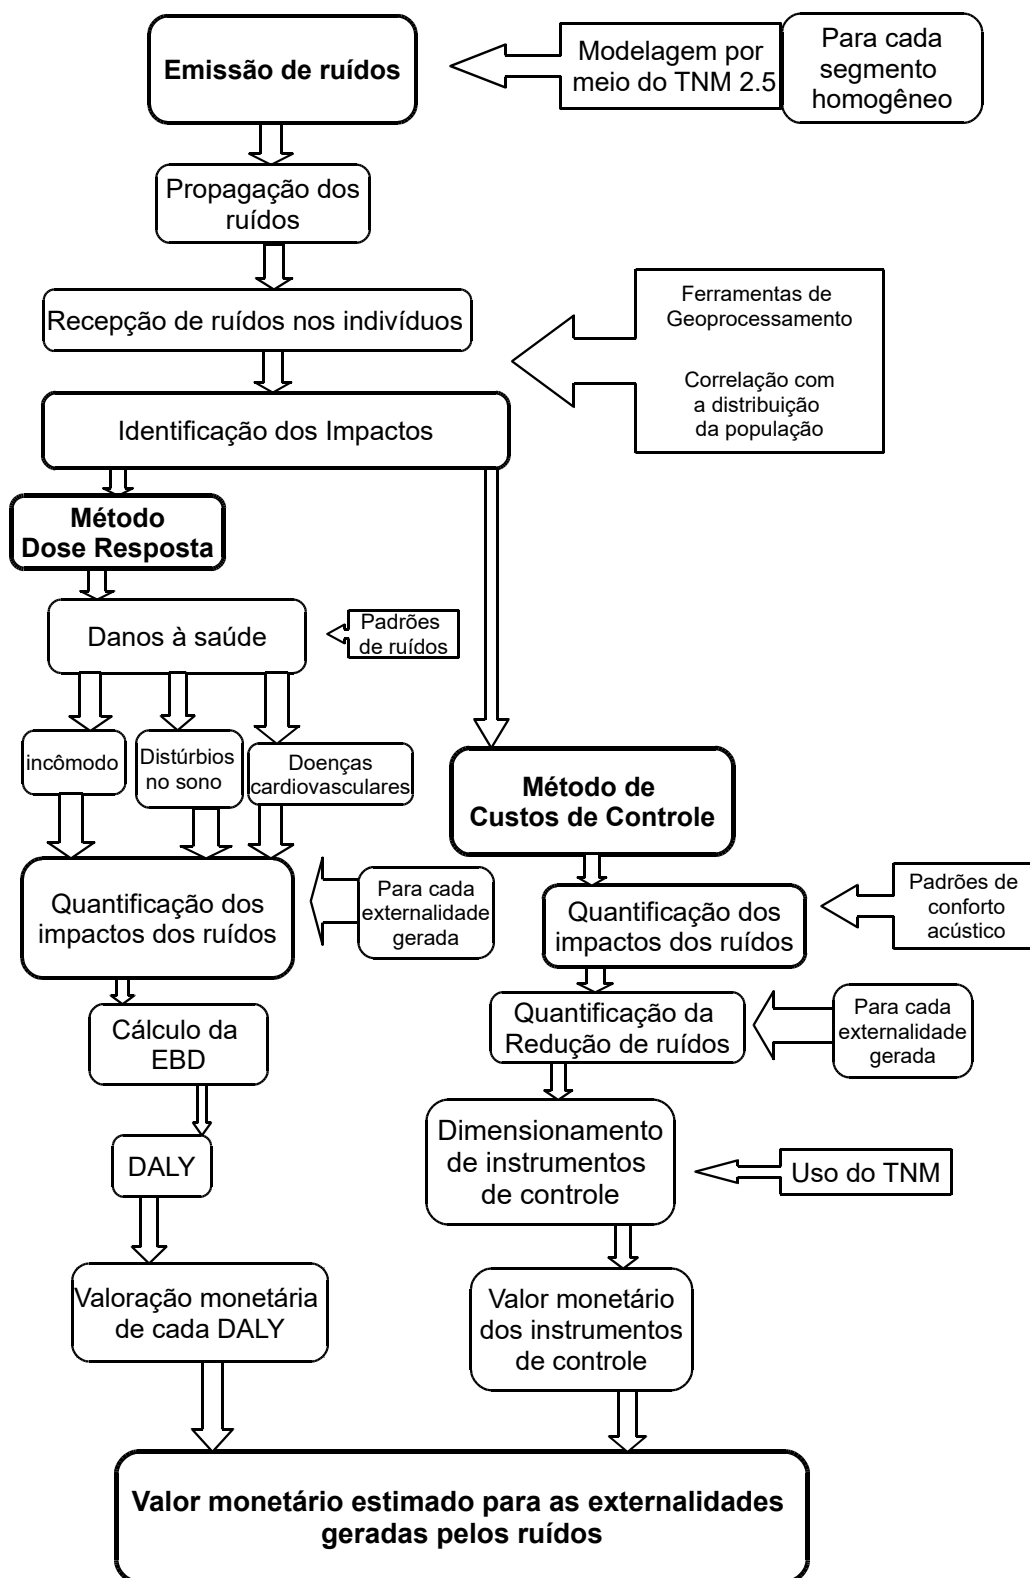 Emissão de ruídos
Modelagem por
meio do TNM 2.5
Para cada
segmento
homogêneo
Propagação dos
ruídos
Recepção de ruídos nos indivíduos
Ferramentas de
Geoprocessamento
Correlação com
a distribuição
da população
Identificação dos Impactos
Método
Dose Resposta
Danos à saúde
Padrões
de ruídos
incômodo
Distúrbios
no sono
Doenças
cardiovasculares
Método de
Custos de Controle
Quantificação dos
impactos dos ruídos
Para cada
externalidade
gerada
Quantificação dos
impactos dos ruídos
Padrões de
conforto
acústico
Cálculo da
EBD
Quantificação da
Redução de ruídos
Para cada
externalidade
gerada
DALY
Dimensionamento
de instrumentos
de controle
Uso do TNM
Valoração monetária
de cada DALY
Valor monetário
dos instrumentos
de controle
Valor monetário estimado para as externalidades
geradas pelos ruídos